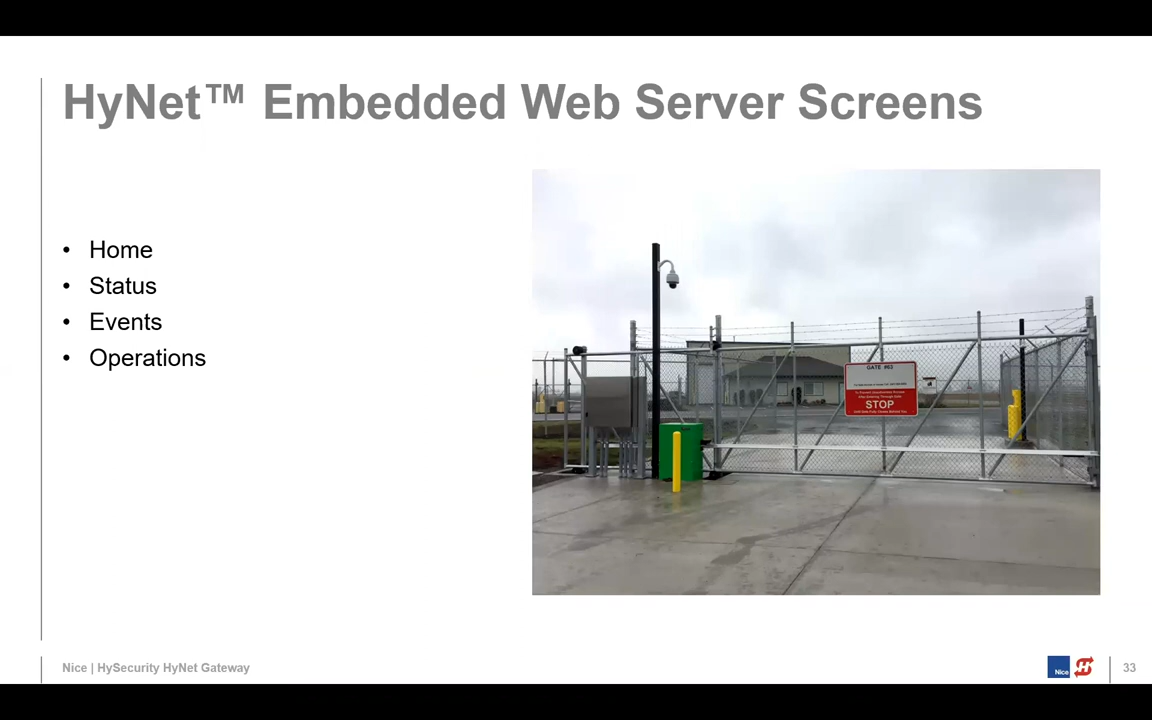 HyNet™ Embedded Web Server Screens
• Home
• Status
• Events
• Operations
GATE #63
STOP
Nice | HySecurity HyNet Gateway
Nice
H
33